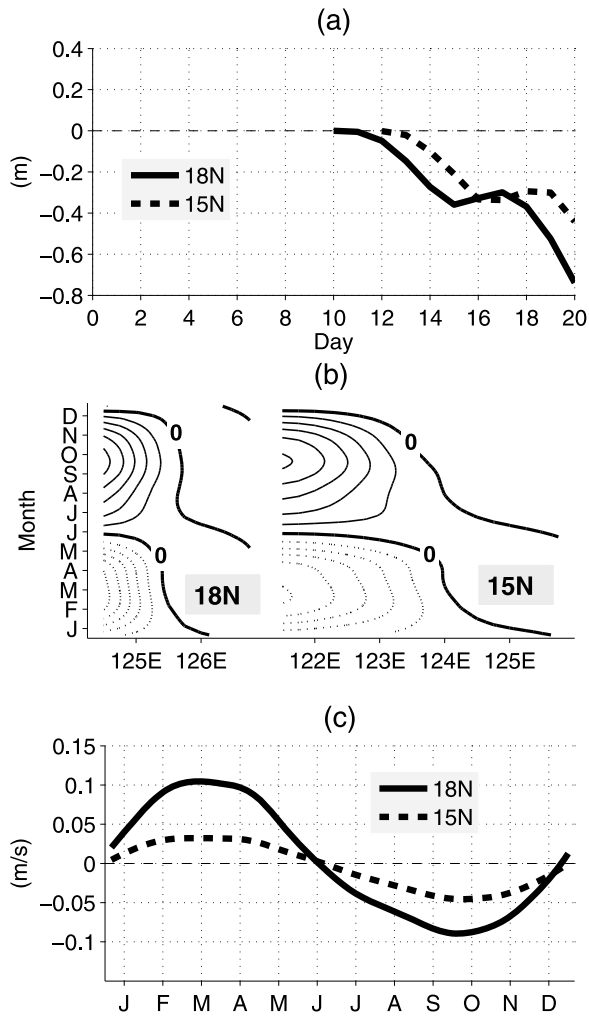 (a)
0.4
0.2
0
−0.2
−0.4
−0.6
−0.8
(m)
18N
15N
0 2 4 6 8 10 12 14 16 18 20
Day
(b)
D
N
O
S
A
J
J
M
A
M
F
J
Month
0
0
0
0
18N
15N
125E 126E 122E 123E 124E 125E
(c)
0.15
0.1
0.05
0
−0.05
−0.1
(m/s)
18N
15N
J F M A M J J A S O N D